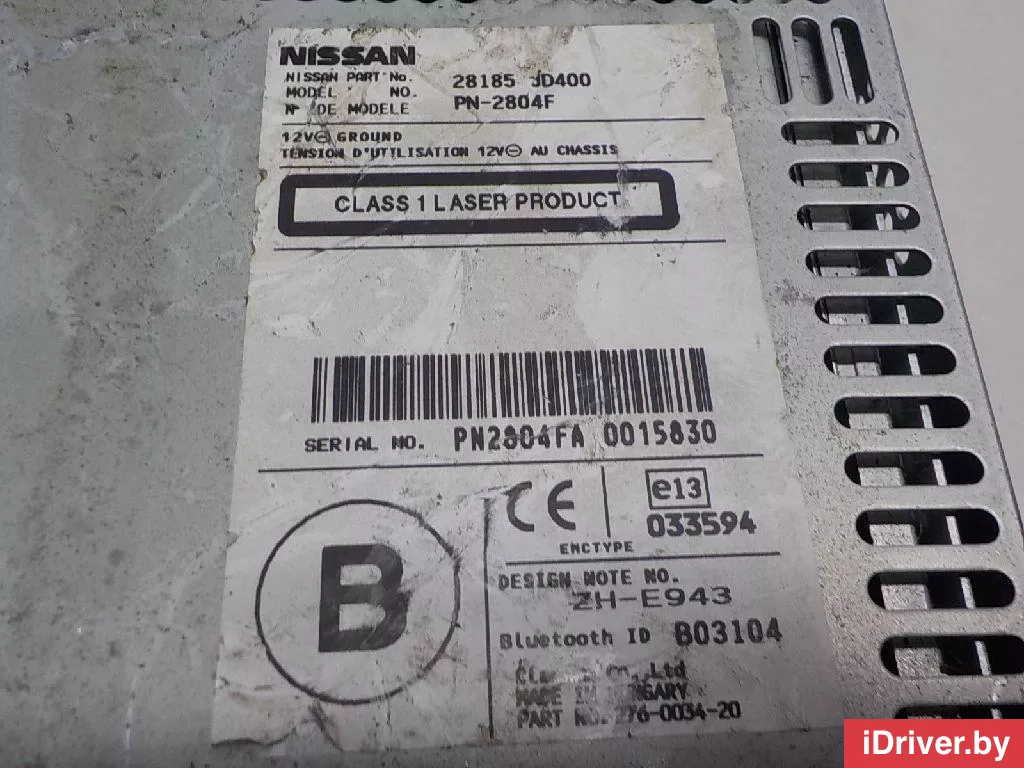 NISSAN
NISSAN PART No. 28185 JD400
MODEL NO. PN-2804F
N° DE MODELE
12V⊖ GROUND
TENSION D'UTILISATION 12V⊖ AU CHASSIS
CLASS 1 LASER PRODUCT
SERIAL NO. PN2804FA 0015830
CE e13
033594
ENCTYPE
B
DESIGN NOTE NO.
ZH-E943
Bluetooth ID B03104
Co.,Ltd
MADE IN HUNGARY
PART NO. 276-0034-20
iDriver.by